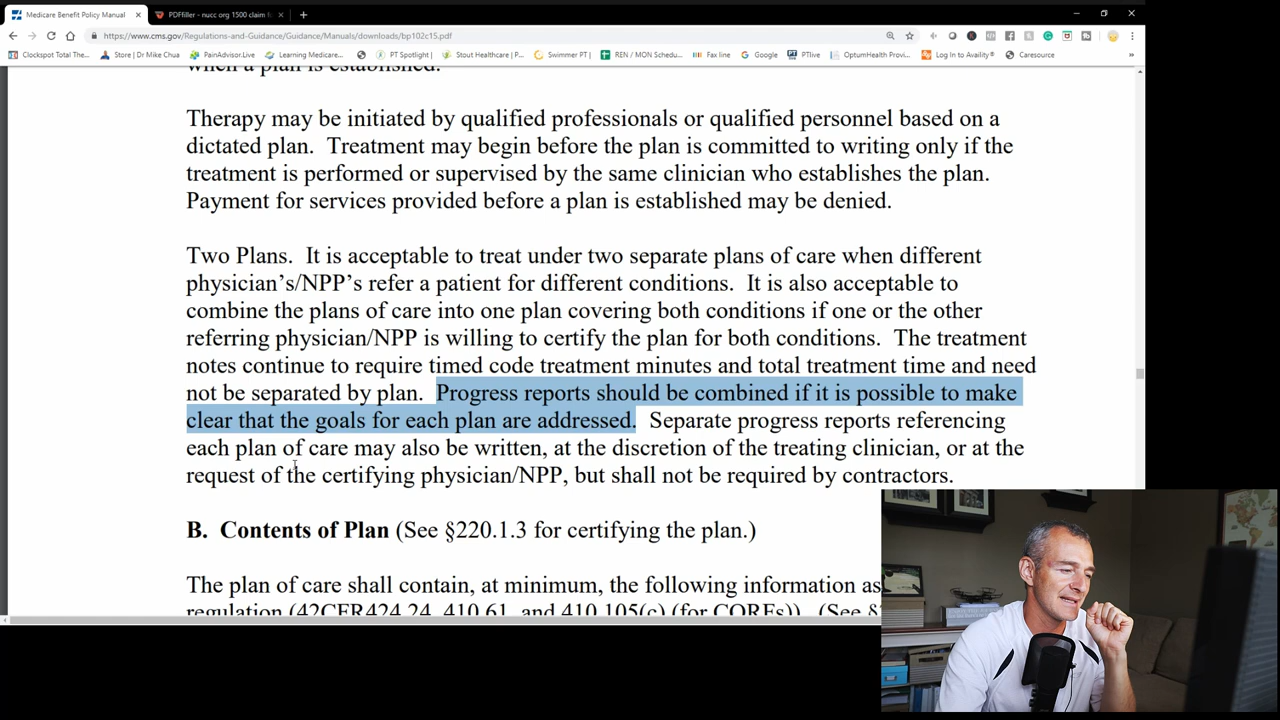 Medicare Benefit Policy Manual
PDFfiller - nucc org 1500 claim f
https://www.cms.gov/Regulations-and-Guidance/Guidance/Manuals/downloads/bp102c15.pdf
Clockspot Total The... Store | Dr Mike Chua PainAdvisor.Live Learning Medicare... PT Spotlight | Stout Healthcare | P... Swimmer PT | REN / MON Schedu... Fax line Google PTlive OptumHealth Provi... Log In to Availity Caresource
when a plan is established.
Therapy may be initiated by qualified professionals or qualified personnel based on a
dictated plan. Treatment may begin before the plan is committed to writing only if the
treatment is performed or supervised by the same clinician who establishes the plan.
Payment for services provided before a plan is established may be denied.
Two Plans. It is acceptable to treat under two separate plans of care when different
physician’s/NPP’s refer a patient for different conditions. It is also acceptable to
combine the plans of care into one plan covering both conditions if one or the other
referring physician/NPP is willing to certify the plan for both conditions. The treatment
notes continue to require timed code treatment minutes and total treatment time and need
not be separated by plan. Progress reports should be combined if it is possible to make
clear that the goals for each plan are addressed. Separate progress reports referencing
each plan of care may also be written, at the discretion of the treating clinician, or at the
request of the certifying physician/NPP, but shall not be required by contractors.
B. Contents of Plan (See §220.1.3 for certifying the plan.)
The plan of care shall contain, at minimum, the following information as
regulation (42CFR424.24, 410.61, and 410.105(c) (for CORFs)). (See §